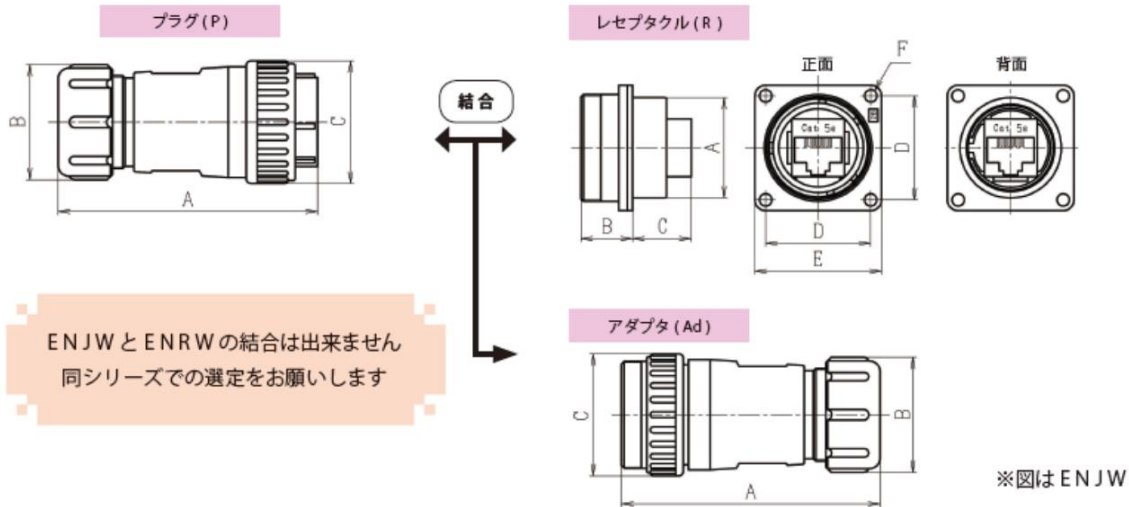 プラグ(P)
B
C
A
結合
レセプタクル(R)
正面
背面
F
A
B
C
Cat 5e
D
D
E
Cat 5e
ENJWとENRWの結合は出来ません
同シリーズでの選定をお願いします
アダプタ(Ad)
C
B
A
※図はENJW